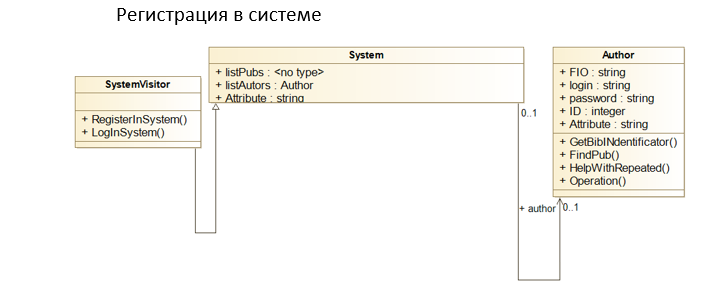 Регистрация в системе
SystemVisitor
+ RegisterInSystem()
+ LogInSystem()
System
+ listPubs : <no type>
+ listAutors : Author
+ Attribute : string
Author
+ FIO : string
+ login : string
+ password : string
+ ID : integer
+ Attribute : string
+ GetBibINdentificator()
+ FindPub()
+ HelpWithRepeated()
+ Operation()
0..1
+ author
0..1